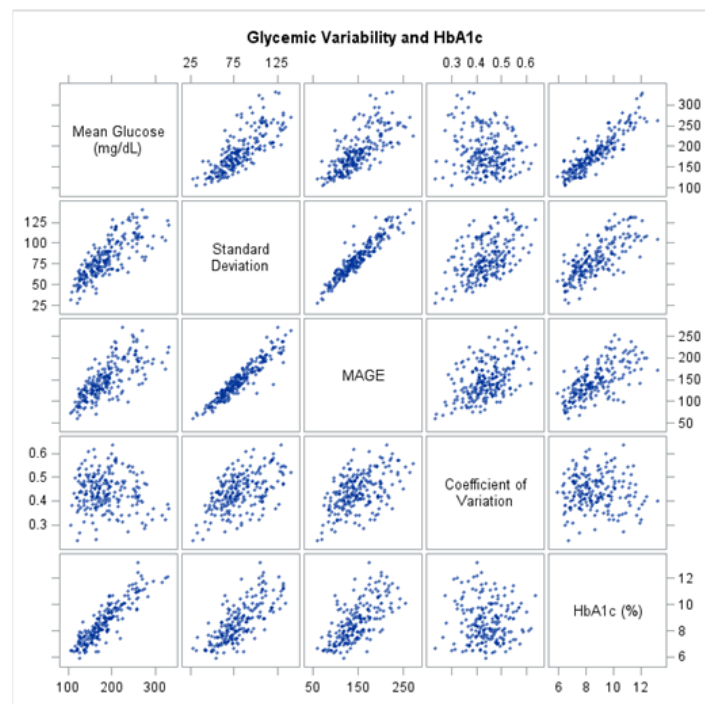 Glycemic Variability and HbA1c
25 75 125
0.3 0.4 0.5 0.6
Mean Glucose
(mg/dL)
300
250
200
150
100
125
100
75
50
25
Standard
Deviation
MAGE
250
200
150
100
50
0.6
0.5
0.4
0.3
Coefficient of
Variation
HbA1c (%)
12
10
8
6
100 200 300
50 150 250
6 8 10 12